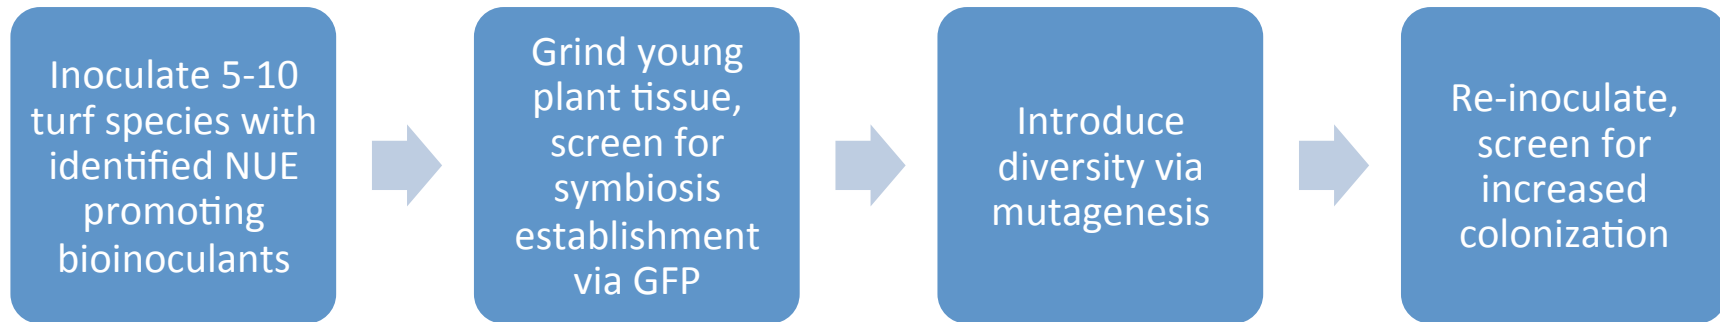 Inoculate 5-10
turf species with
identified NUE
promoting
bioinoculants
Grind young
plant tissue,
screen for
symbiosis
establishment
via GFP
Introduce
diversity via
mutagenesis
Re-inoculate,
screen for
increased
colonization